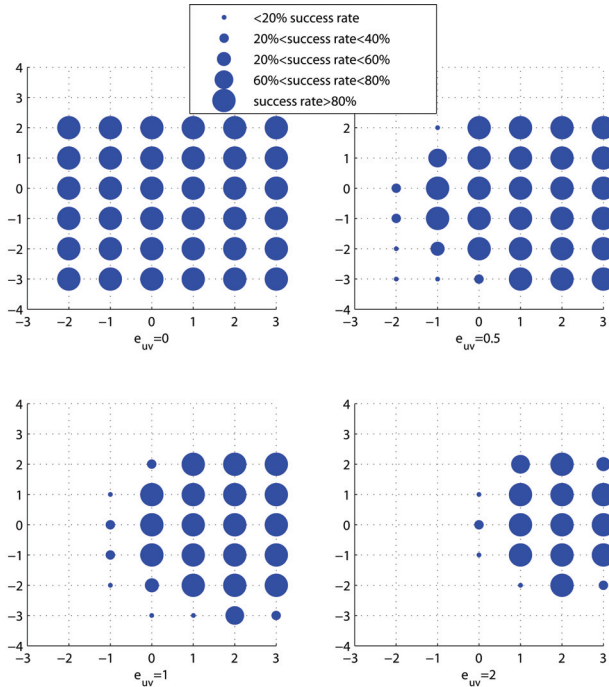 <20% success rate
20%<success rate<40%
20%<success rate<60%
60%<success rate<80%
success rate>80%
4
3
2
1
0
−1
−2
−3
−4
−3 −2 −1 0 1 2 3
e_uv=0
4
3
2
1
0
−1
−2
−3
−4
−3 −2 −1 0 1 2 3
e_uv=0.5
4
3
2
1
0
−1
−2
−3
−4
−3 −2 −1 0 1 2 3
e_uv=1
4
3
2
1
0
−1
−2
−3
−4
−3 −2 −1 0 1 2 3
e_uv=2